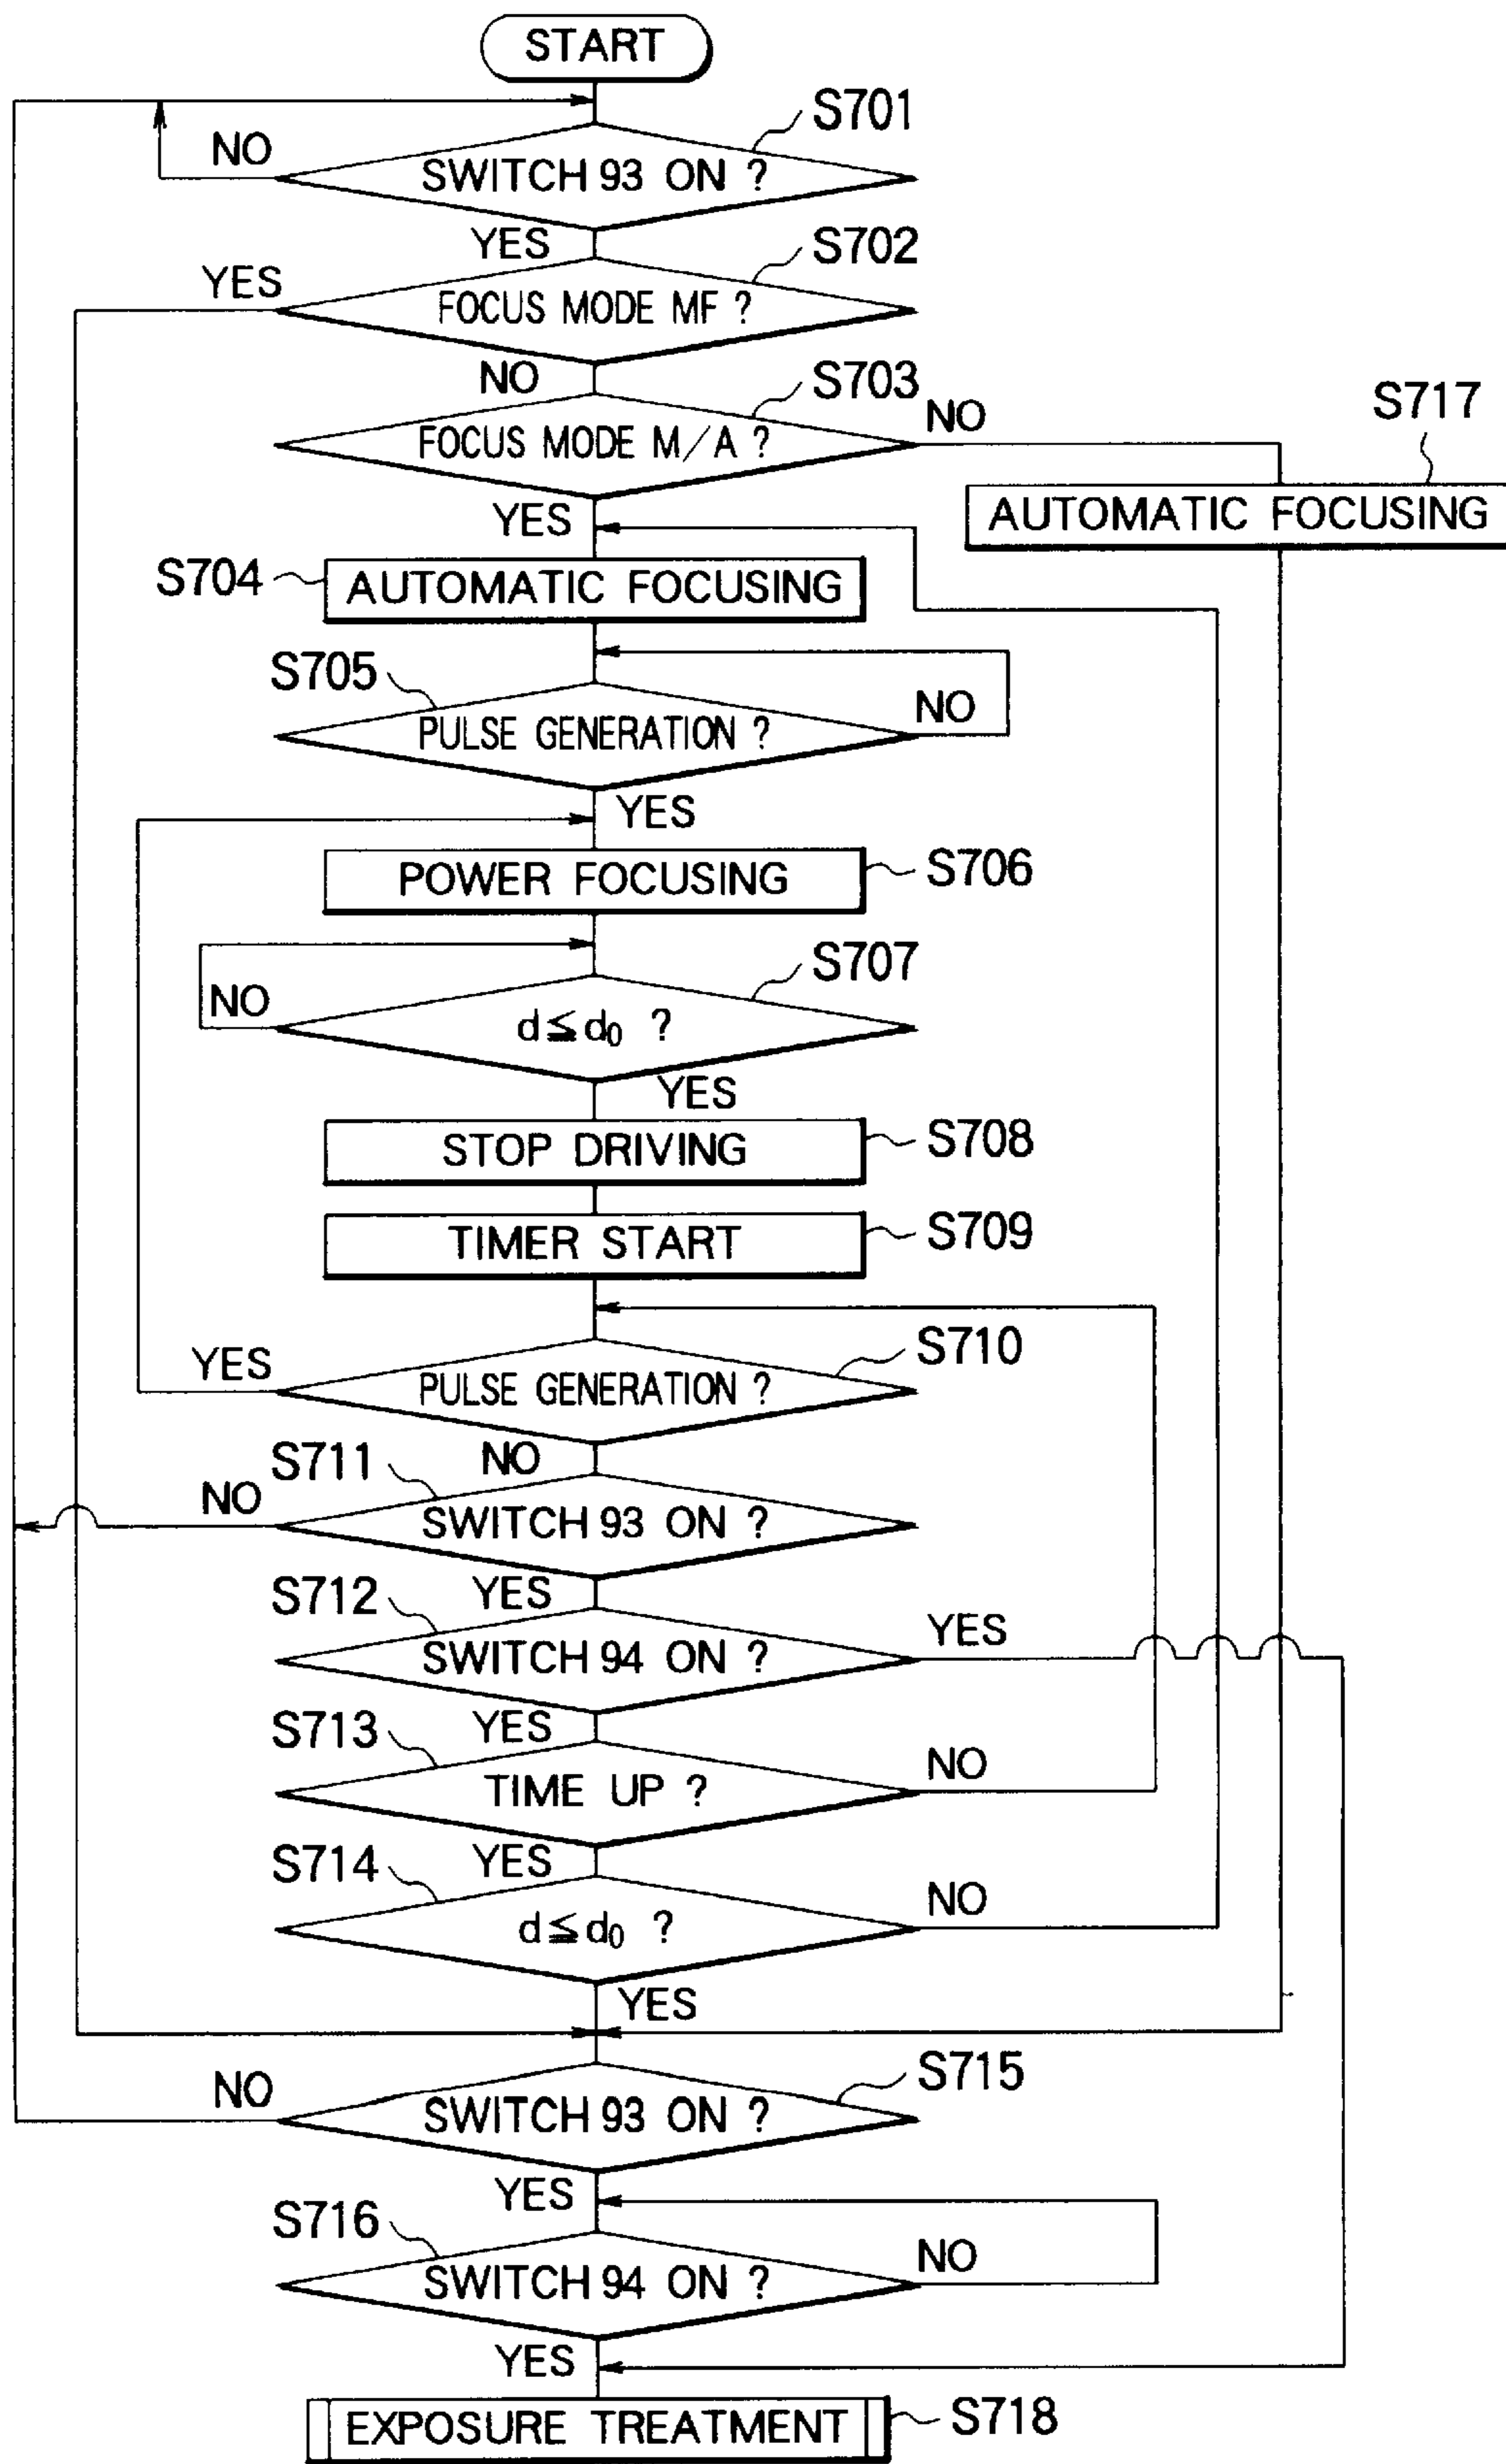 START
S701
NO
SWITCH 93 ON ?
YES
S702
YES
FOCUS MODE MF ?
NO
S703
NO
S717
FOCUS MODE M/A ?
AUTOMATIC FOCUSING
YES
S704
AUTOMATIC FOCUSING
S705
NO
PULSE GENERATION ?
YES
POWER FOCUSING
S706
S707
NO
d≦d₀ ?
YES
STOP DRIVING
S708
TIMER START
S709
S710
YES
PULSE GENERATION ?
NO
S711
NO
SWITCH 93 ON ?
YES
S712
YES
SWITCH 94 ON ?
YES
S713
NO
TIME UP ?
YES
S714
NO
d≦d₀ ?
YES
S715
NO
SWITCH 93 ON ?
YES
S716
NO
SWITCH 94 ON ?
YES
EXPOSURE TREATMENT
S718